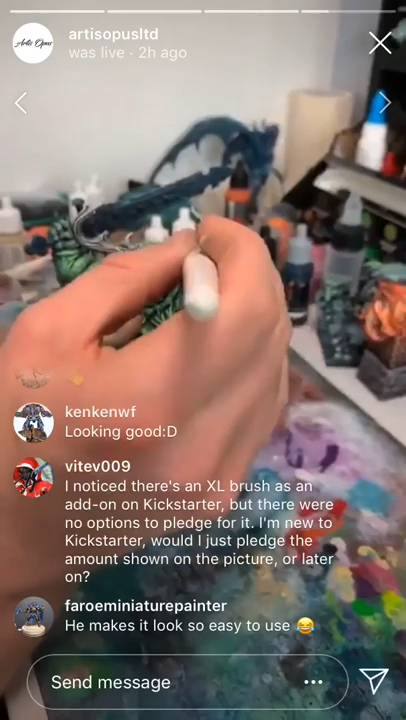 Artis Opus
artisopusltd
was live · 2h ago
kenkenwf
Looking good:D
vitev009
I noticed there's an XL brush as an
add-on on Kickstarter, but there were
no options to pledge for it. I'm new to
Kickstarter, would I just pledge the
amount shown on the picture, or later
on?
faroeminiaturepainter
He makes it look so easy to use 😂
Send message